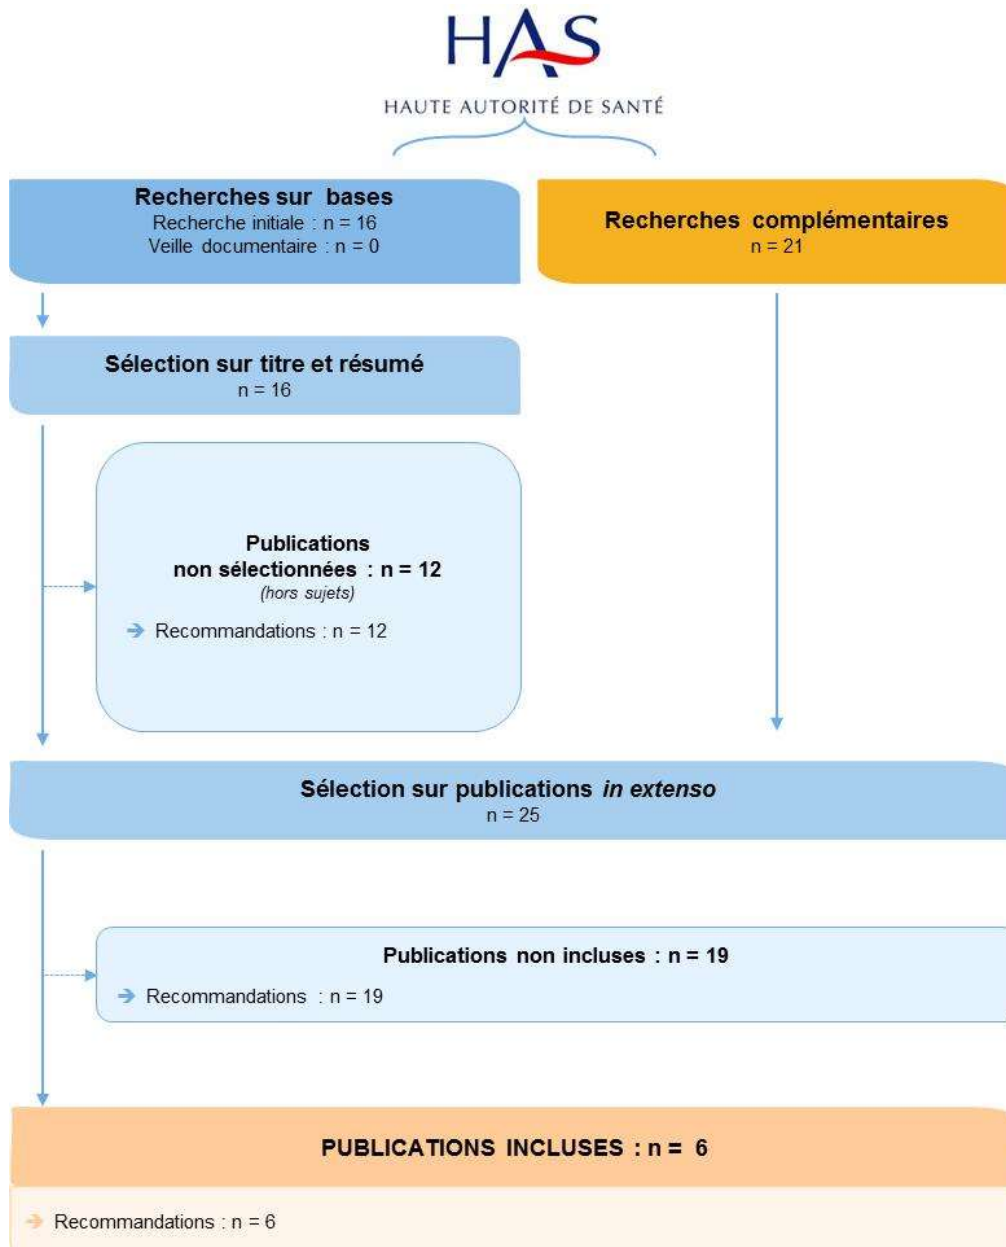 HAS
HAUTE AUTORITÉ DE SANTÉ
Recherches sur bases
Recherche initiale : n = 16
Veille documentaire : n = 0
Recherches complémentaires
n = 21
Sélection sur titre et résumé
n = 16
Publications
non sélectionnées : n = 12
(hors sujets)
➔ Recommandations : n = 12
Sélection sur publications in extenso
n = 25
Publications non incluses : n = 19
➔ Recommandations : n = 19
PUBLICATIONS INCLUSES : n = 6
➔ Recommandations : n = 6